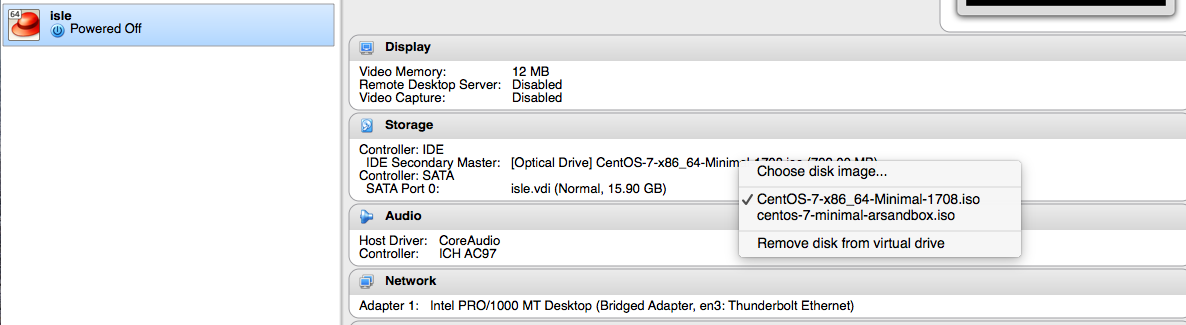 64
isle
Powered Off
Display
Video Memory: 12 MB
Remote Desktop Server: Disabled
Video Capture: Disabled
Storage
Controller: IDE
IDE Secondary Master: [Optical Drive] CentOS-7-x86_64-Minimal-1708.iso (792.00 MB)
Controller: SATA
SATA Port 0: isle.vdi (Normal, 15.90 GB)
Choose disk image...
✓ CentOS-7-x86_64-Minimal-1708.iso
centos-7-minimal-arsandbox.iso
Remove disk from virtual drive
Audio
Host Driver: CoreAudio
Controller: ICH AC97
Network
Adapter 1: Intel PRO/1000 MT Desktop (Bridged Adapter, en3: Thunderbolt Ethernet)